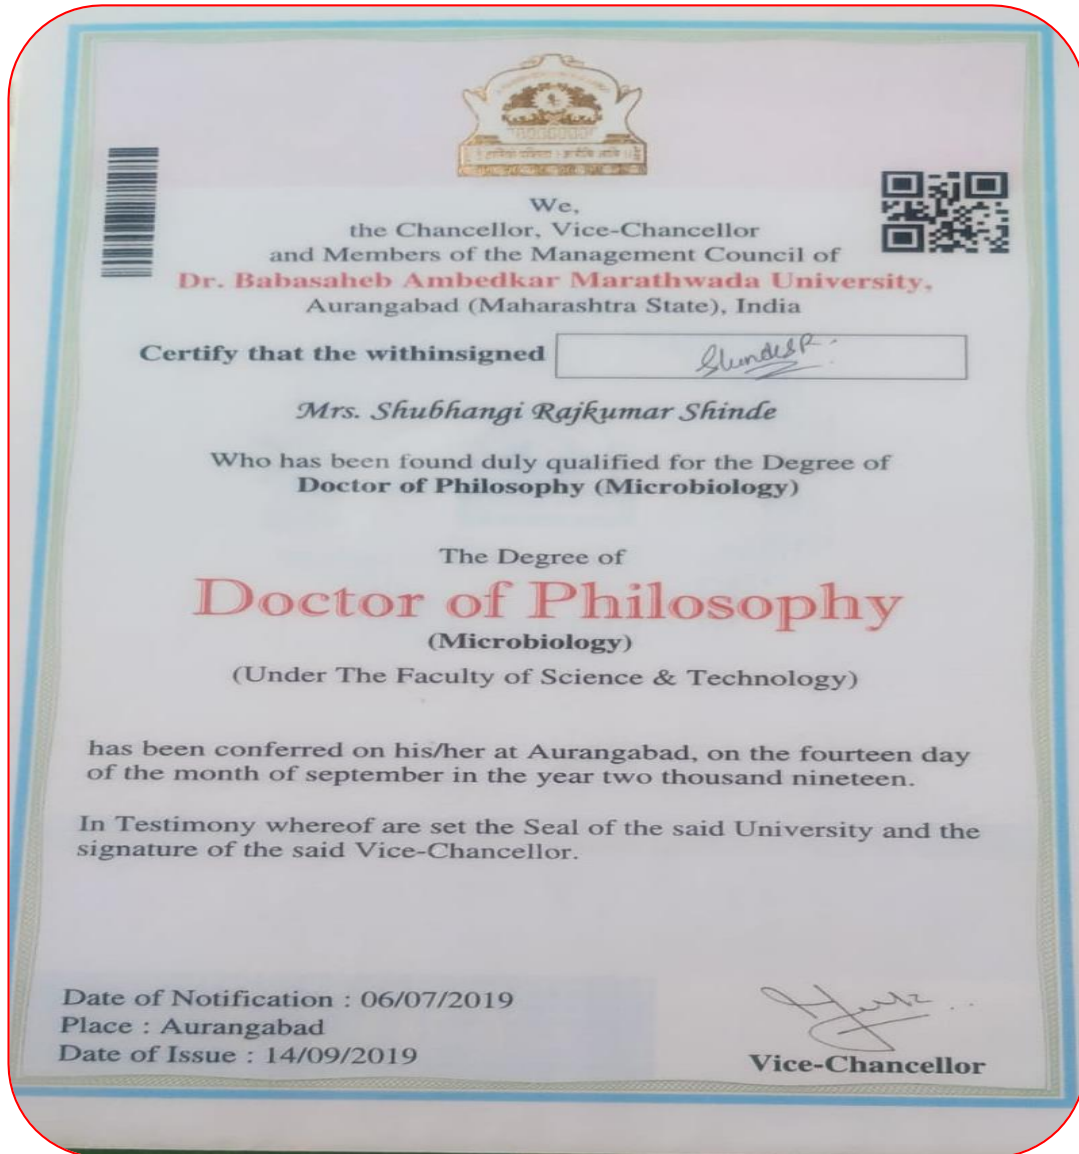 We,
the Chancellor, Vice-Chancellor
and Members of the Management Council of
Dr. Babasaheb Ambedkar Marathwada University,
Aurangabad (Maharashtra State), India
Certify that the withinsigned ShindeSR.
Mrs. Shubhangi Rajkumar Shinde
Who has been found duly qualified for the Degree of
Doctor of Philosophy (Microbiology)
The Degree of
Doctor of Philosophy
(Microbiology)
(Under The Faculty of Science & Technology)
has been conferred on his/her at Aurangabad, on the fourteen day
of the month of september in the year two thousand nineteen.
In Testimony whereof are set the Seal of the said University and the
signature of the said Vice-Chancellor.
Date of Notification : 06/07/2019
Place : Aurangabad
Date of Issue : 14/09/2019
Vice-Chancellor